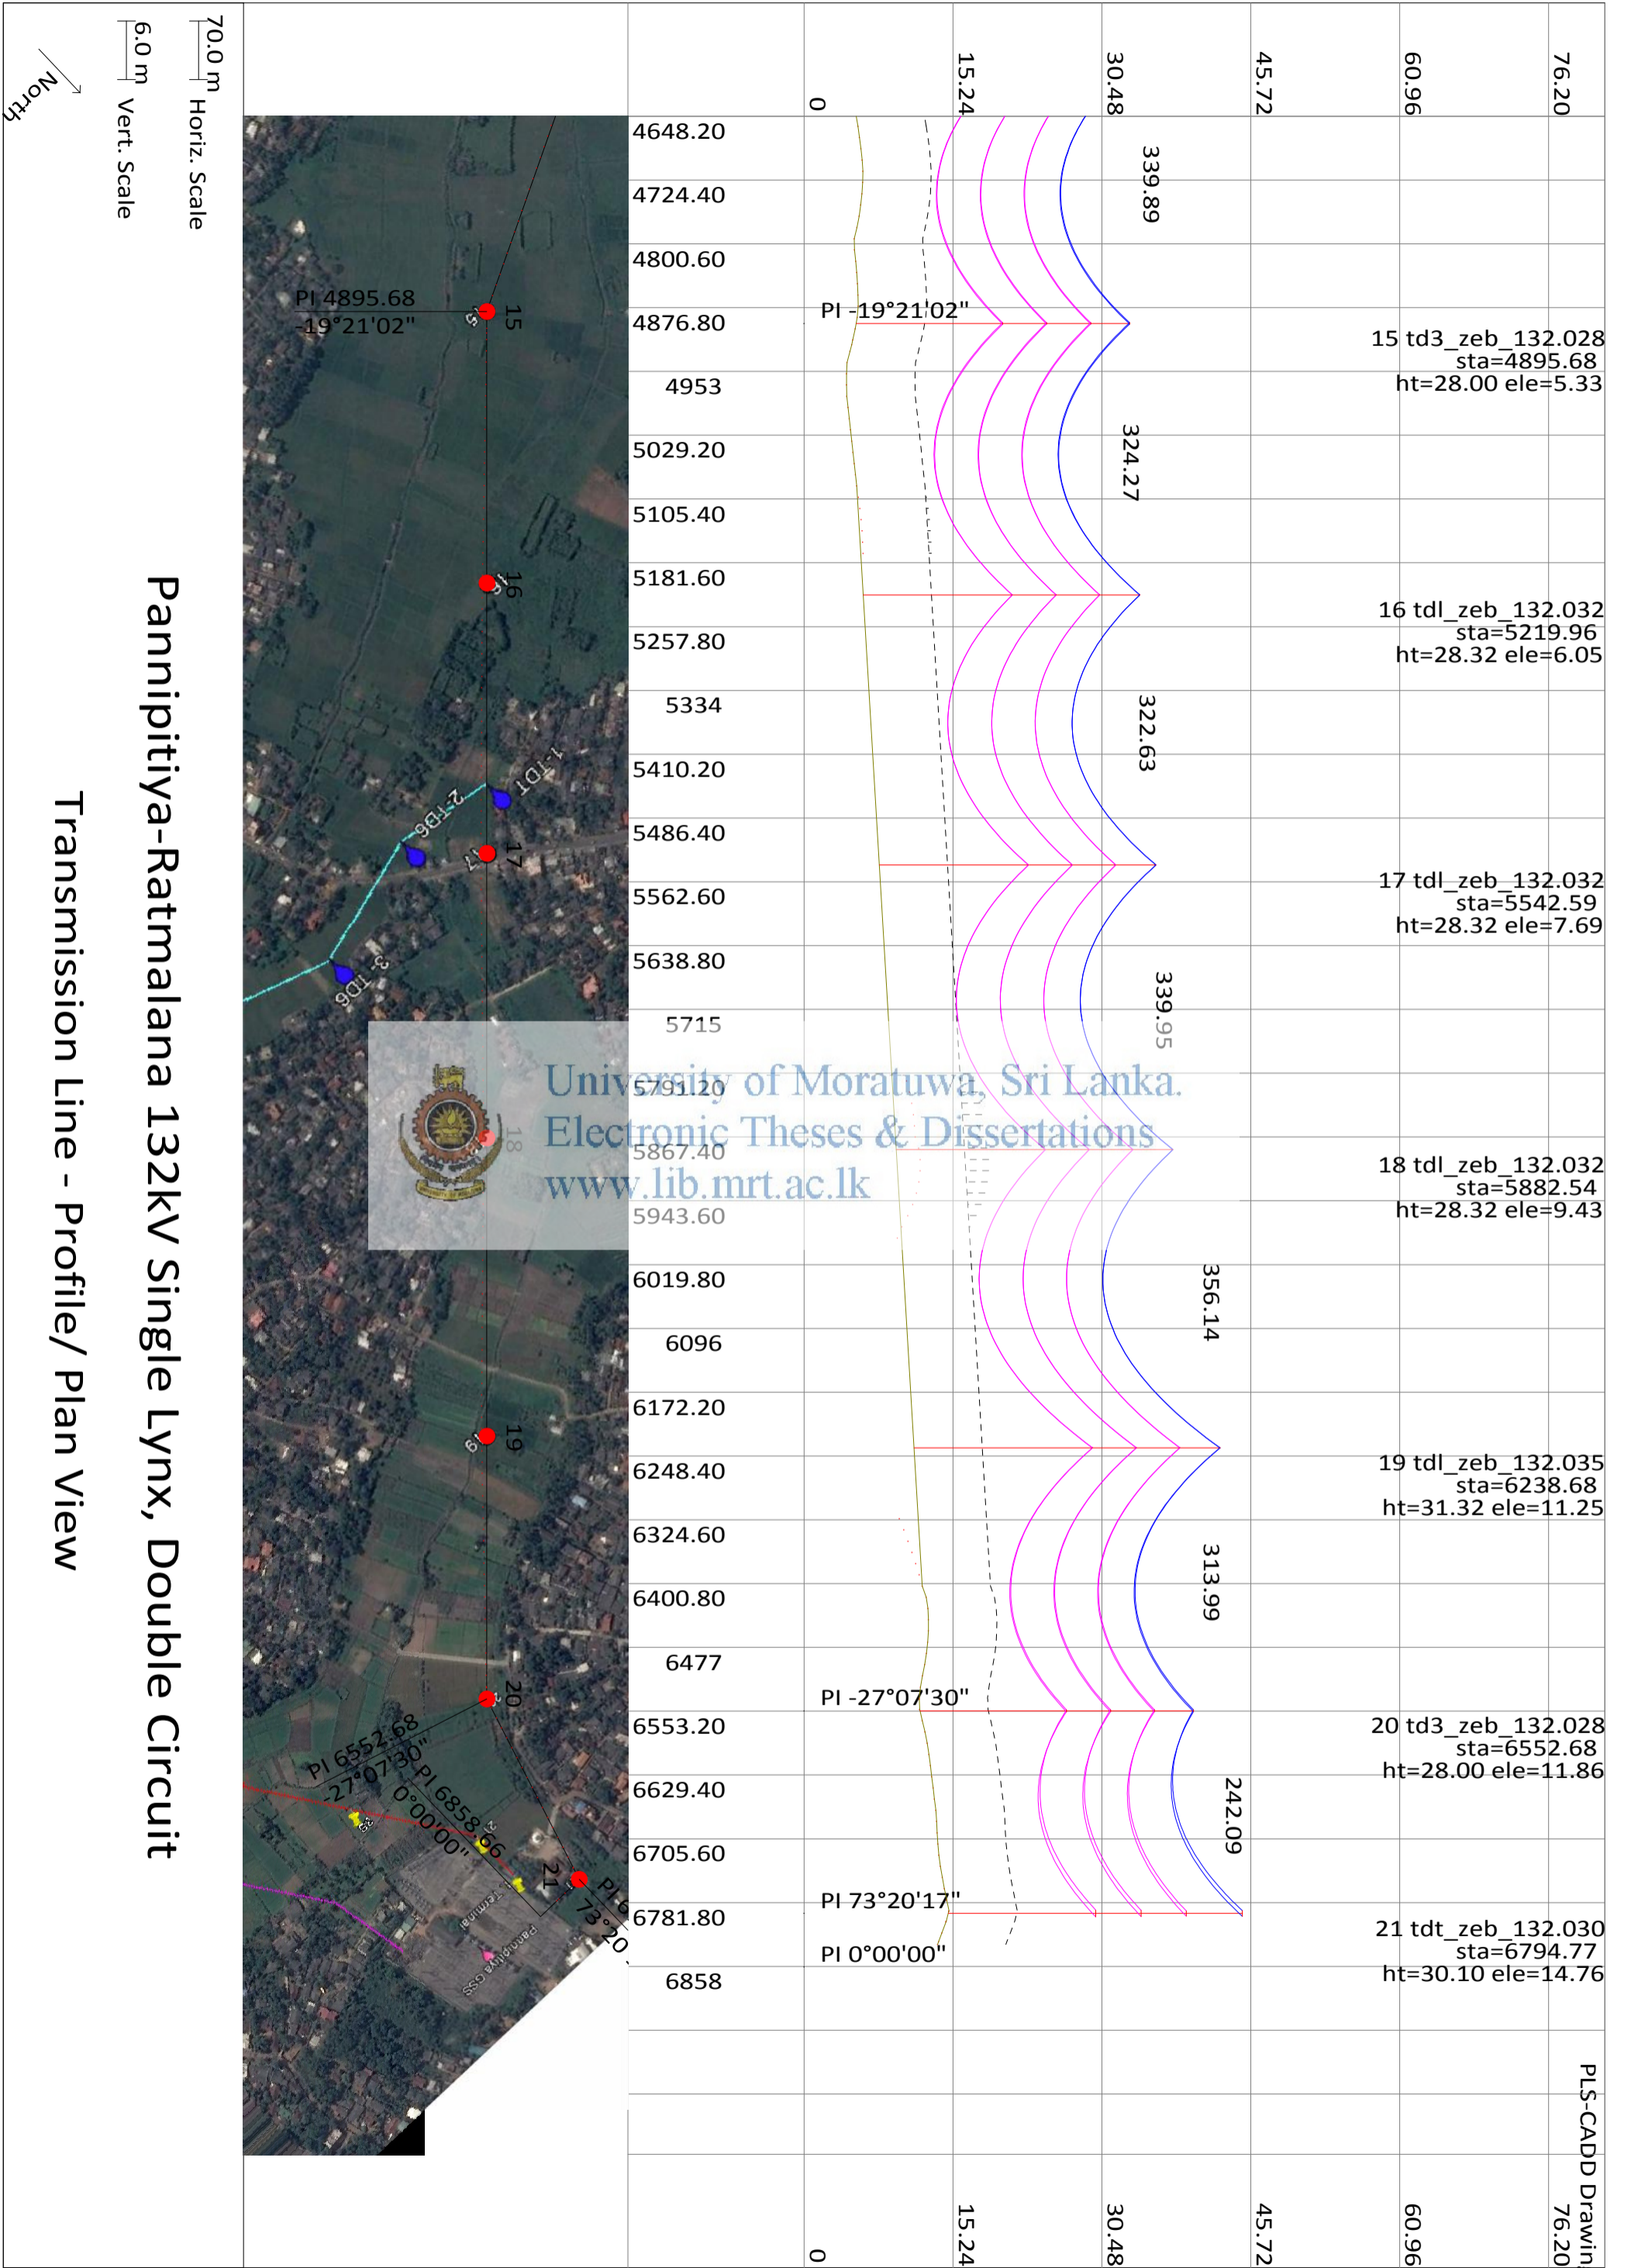 76.20
60.96
45.72
30.48
15.24
0
70.0 m
Horiz. Scale
6.0 m
Vert. Scale
North
4648.20
4724.40
4800.60
4876.80
4953
5029.20
5105.40
5181.60
5257.80
5334
5410.20
5486.40
5562.60
5638.80
5715
5791.20
5867.40
5943.60
6019.80
6096
6172.20
6248.40
6324.60
6400.80
6477
6553.20
6629.40
6705.60
6781.80
6858
339.89
324.27
322.63
339.95
356.14
313.99
242.09
PI -19°21'02"
PI -27°07'30"
PI 73°20'17"
PI 0°00'00"
15 td3_zeb_132.028
sta=4895.68
ht=28.00 ele=5.33
16 tdl_zeb_132.032
sta=5219.96
ht=28.32 ele=6.05
17 tdl_zeb_132.032
sta=5542.59
ht=28.32 ele=7.69
18 tdl_zeb_132.032
sta=5882.54
ht=28.32 ele=9.43
19 tdl_zeb_132.035
sta=6238.68
ht=31.32 ele=11.25
20 td3_zeb_132.028
sta=6552.68
ht=28.00 ele=11.86
21 tdt_zeb_132.030
sta=6794.77
ht=30.10 ele=14.76
PI 4895.68
-19°21'02"
15
16
17
18
19
20
21
1-TD1
2-TD6
3-TD6
PI 6552.68
-27°07'30"
PI 6858.66
0°00'00"
PI 6
73°20
Terminal
Pannipitiya GSS
University of Moratuwa, Sri Lanka.
Electronic Theses & Dissertations
www.lib.mrt.ac.lk
Pannipitiya-Ratmalana 132kV Single Lynx, Double Circuit
Transmission Line - Profile/ Plan View
PLS-CADD Drawin
76.20
60.96
45.72
30.48
15.24
0